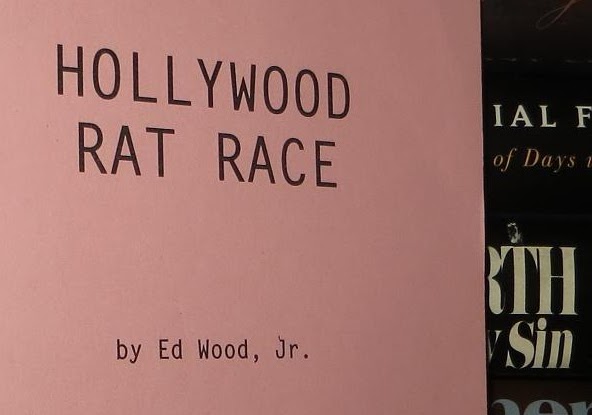 HOLLYWOOD
RAT RACE
by Ed Wood, Jr.
IAL F
of Days
RTH
Sin